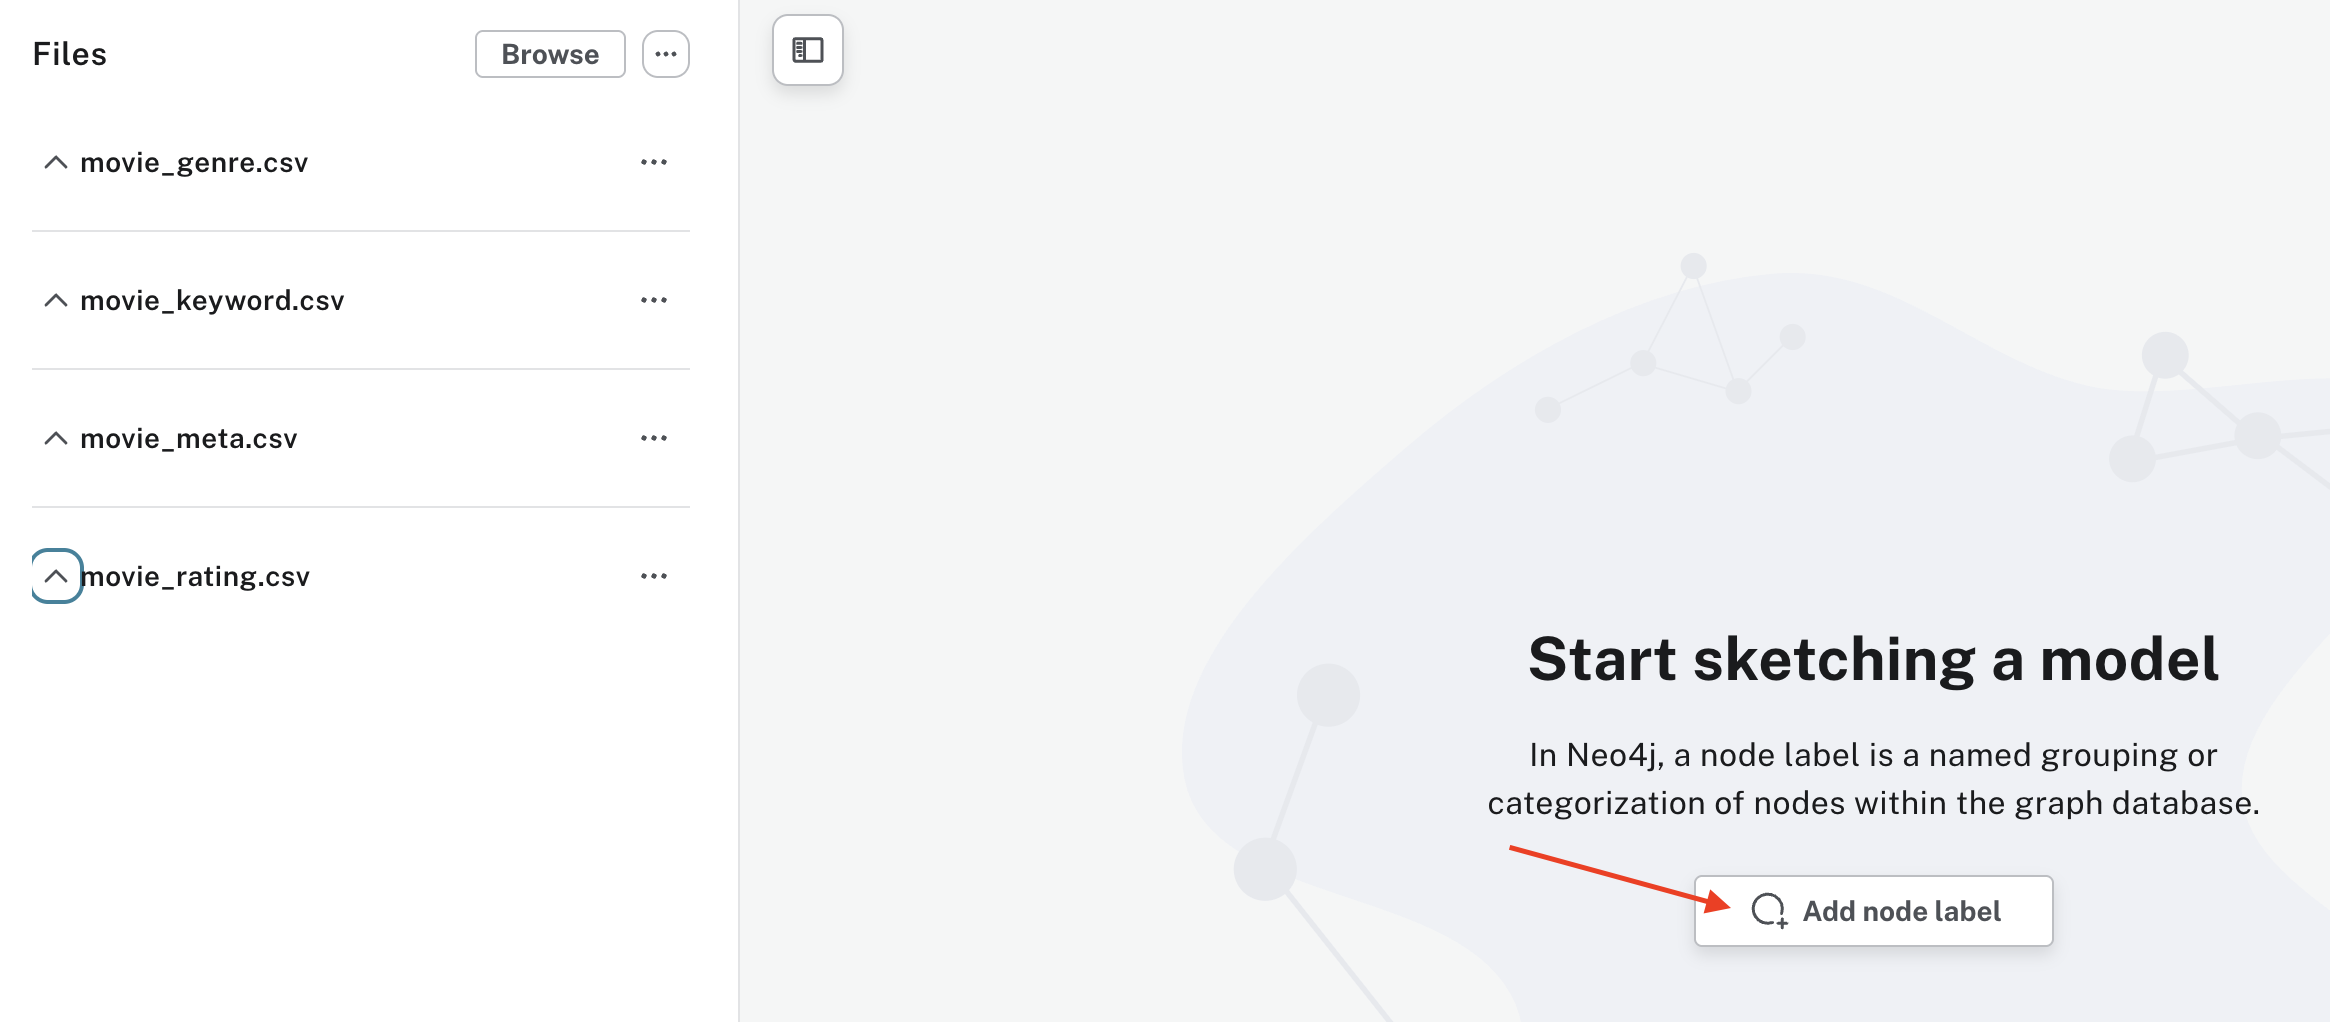 Files
Browse
movie_genre.csv
movie_keyword.csv
movie_meta.csv
movie_rating.csv
Start sketching a model
In Neo4j, a node label is a named grouping or
categorization of nodes within the graph database.
Add node label